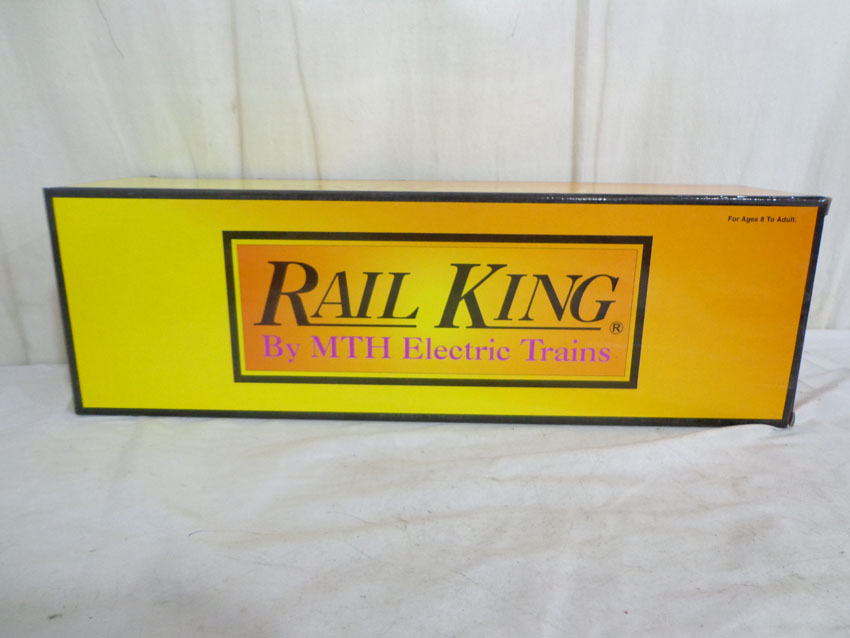 For Ages 8 To Adult.
RAIL KING®
By MTH Electric Trains